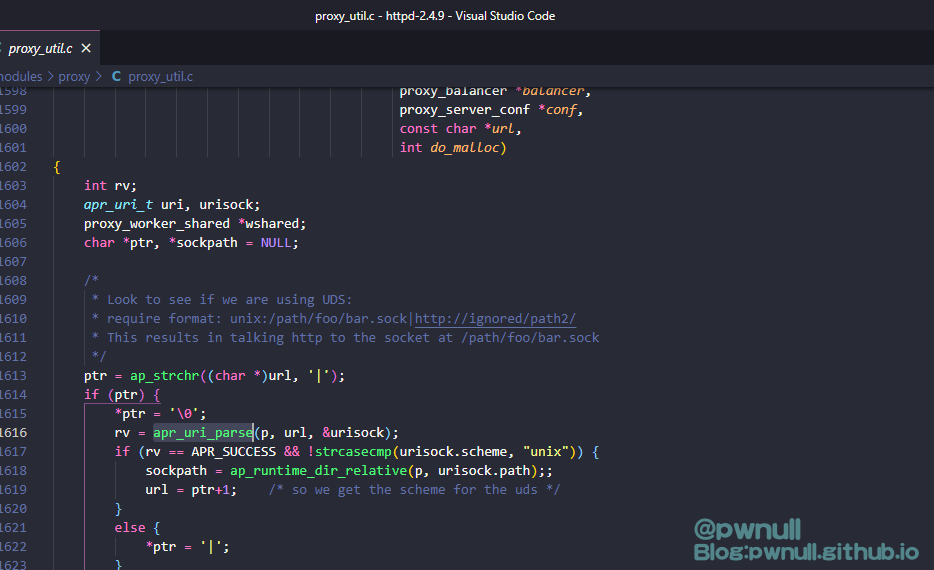 proxy_util.c - httpd-2.4.9 - Visual Studio Code
proxy_util.c ×
modules > proxy > C proxy_util.c
1598 proxy_balancer *balancer,
1599 proxy_server_conf *conf,
1600 const char *url,
1601 int do_malloc)
1602 {
1603 int rv;
1604 apr_uri_t uri, urisock;
1605 proxy_worker_shared *wshared;
1606 char *ptr, *sockpath = NULL;
1607
1608 /*
1609 * Look to see if we are using UDS:
1610 * require format: unix:/path/foo/bar.sock|http://ignored/path2/
1611 * This results in talking http to the socket at /path/foo/bar.sock
1612 */
1613 ptr = ap_strchr((char *)url, '|');
1614 if (ptr) {
1615 *ptr = '\0';
1616 rv = apr_uri_parse(p, url, &urisock);
1617 if (rv == APR_SUCCESS && !strcasecmp(urisock.scheme, "unix")) {
1618 sockpath = ap_runtime_dir_relative(p, urisock.path);;
1619 url = ptr+1; /* so we get the scheme for the uds */
1620 }
1621 else {
1622 *ptr = '|';
1623 }
@pwnull
Blog:pwnull.github.io